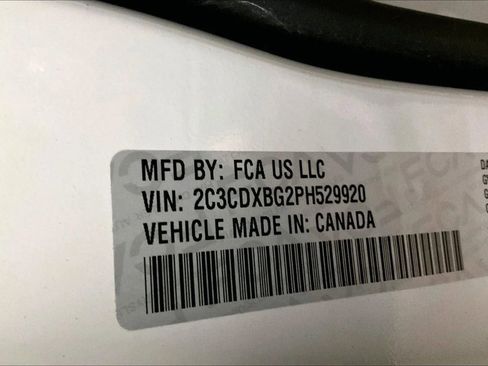 MFD BY: FCA US LLC
VIN: 2C3CDXBG2PH529920
VEHICLE MADE IN: CANADA